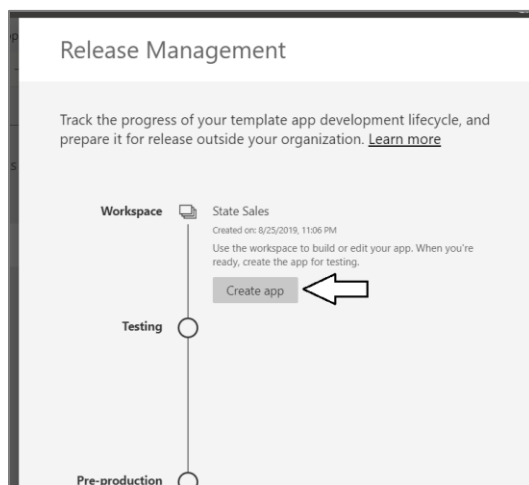 Release Management
Track the progress of your template app development lifecycle, and
prepare it for release outside your organization. Learn more
Workspace
State Sales
Created on: 8/25/2019, 11:06 PM
Use the workspace to build or edit your app. When you're
ready, create the app for testing.
Create app
Testing
Pre-production